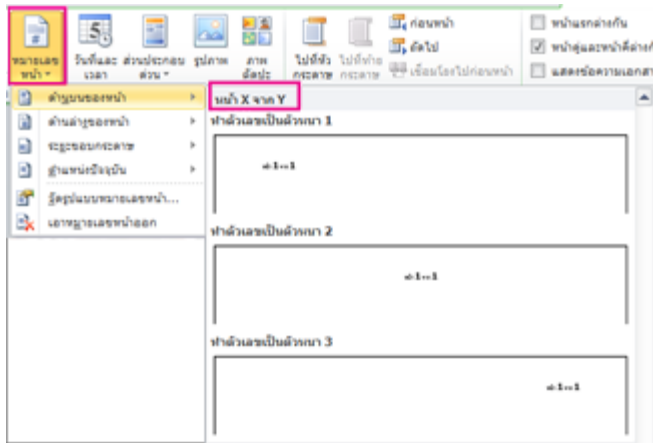 หมายเลข
หน้า
วันที่และ
เวลา
ส่วนประกอบ
ด่วน
รูปภาพ
ภาพ
ตัดปะ
ไปที่หัว
กระดาษ
ไปที่ท้าย
กระดาษ
ก่อนหน้า
ถัดไป
เชื่อมโยงไปก่อนหน้า
หน้าแรกต่างกัน
หน้าคู่และหน้าคี่ต่างกั
แสดงข้อความเอกสา
ด้านบนของหน้า
ด้านล่างของหน้า
ระยะขอบกระดาษ
ตำแหน่งปัจจุบัน
จัดรูปแบบหมายเลขหน้า...
เอาหมายเลขหน้าออก
หน้า X จาก Y
ทำตัวเลขเป็นตัวหนา 1
ทำตัวเลขเป็นตัวหนา 2
ทำตัวเลขเป็นตัวหนา 3